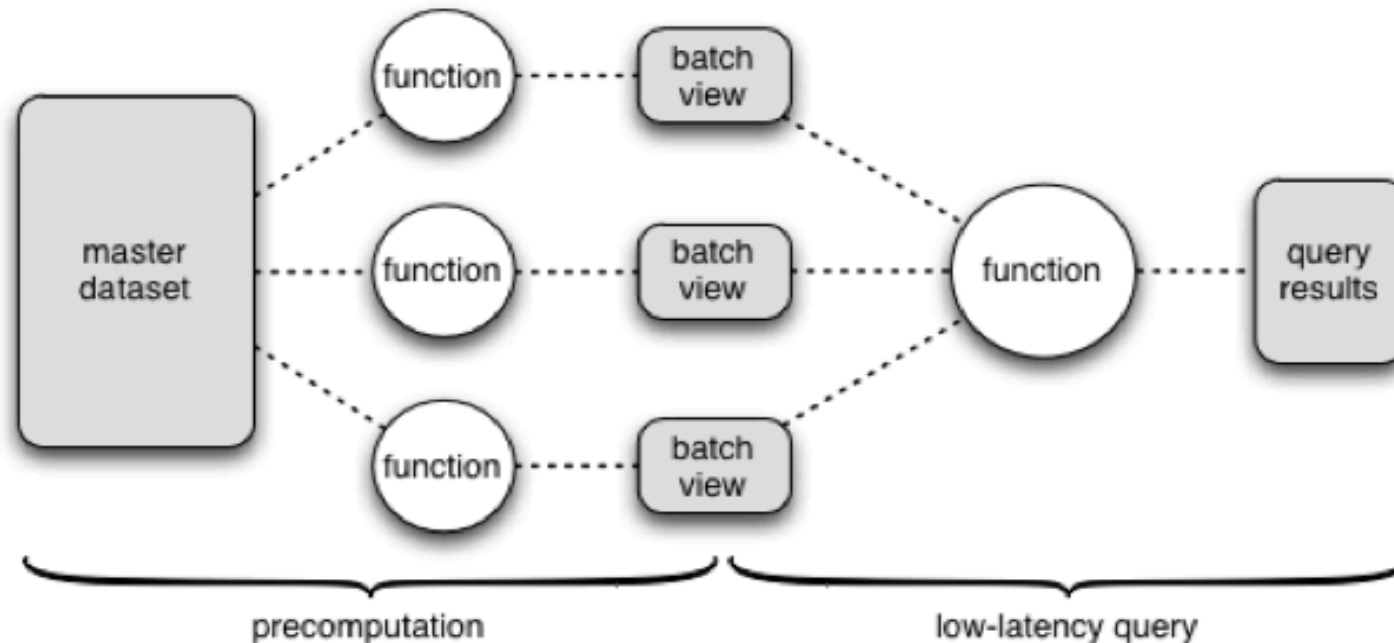 function
batch
view
master
dataset
function
batch
view
function
query
results
function
batch
view
precomputation
low-latency query